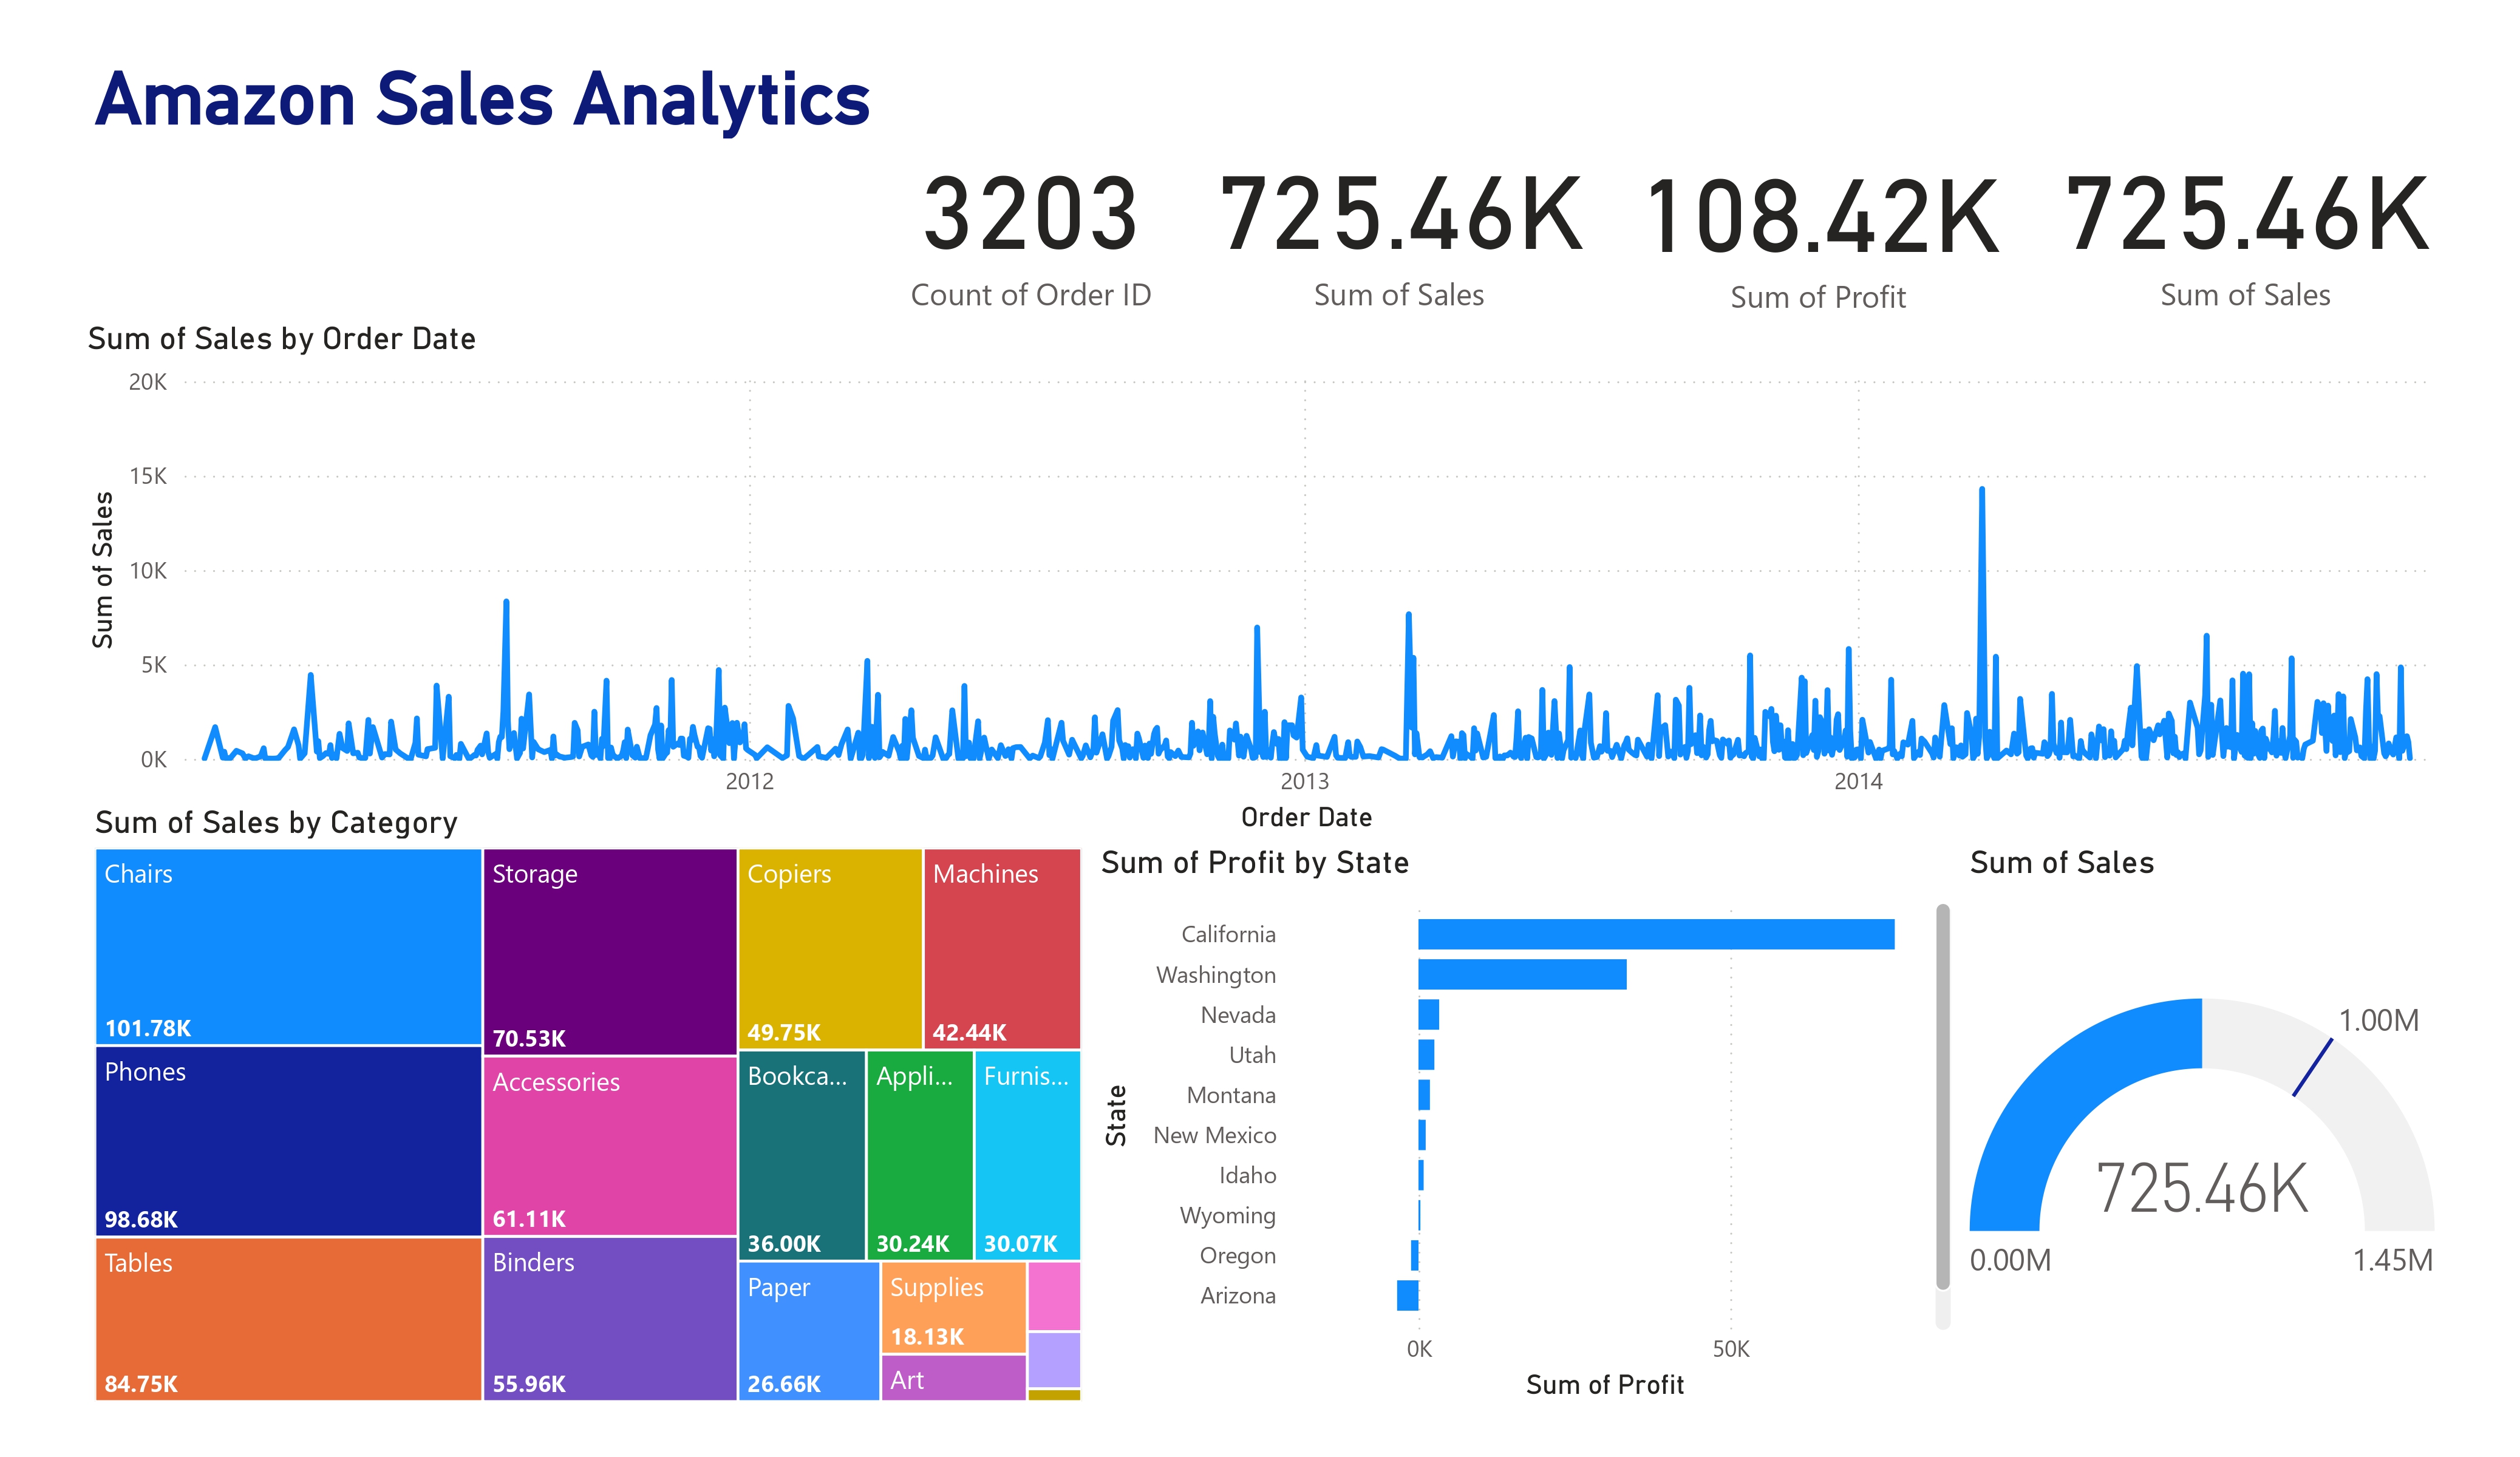 Amazon Sales Analytics
3203
Count of Order ID
725.46K
Sum of Sales
108.42K
Sum of Profit
725.46K
Sum of Sales
Sum of Sales by Order Date
Sum of Sales
20K
15K
10K
5K
0K
2012
2013
2014
Order Date
Sum of Sales by Category
Chairs
101.78K
Phones
98.68K
Tables
84.75K
Storage
70.53K
Accessories
61.11K
Binders
55.96K
Copiers
49.75K
Machines
42.44K
Bookca...
36.00K
Appli...
30.24K
Furnis...
30.07K
Paper
26.66K
Supplies
18.13K
Art
Sum of Profit by State
State
California
Washington
Nevada
Utah
Montana
New Mexico
Idaho
Wyoming
Oregon
Arizona
0K
50K
Sum of Profit
Sum of Sales
1.00M
725.46K
0.00M
1.45M